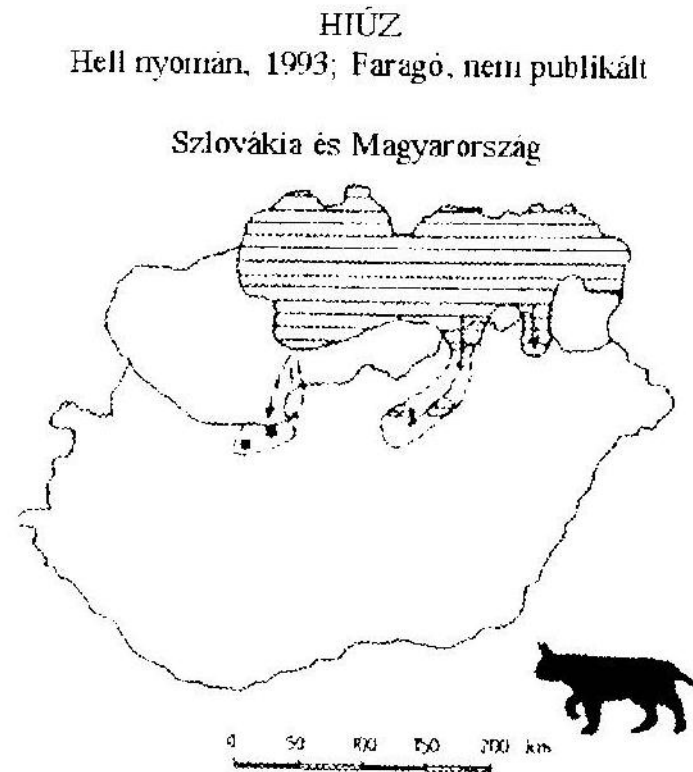 HIÚZ
Hell nyomán, 1993; Faragó, nem publikált
Szlovákia és Magyarország
0 50 100 150 200 km